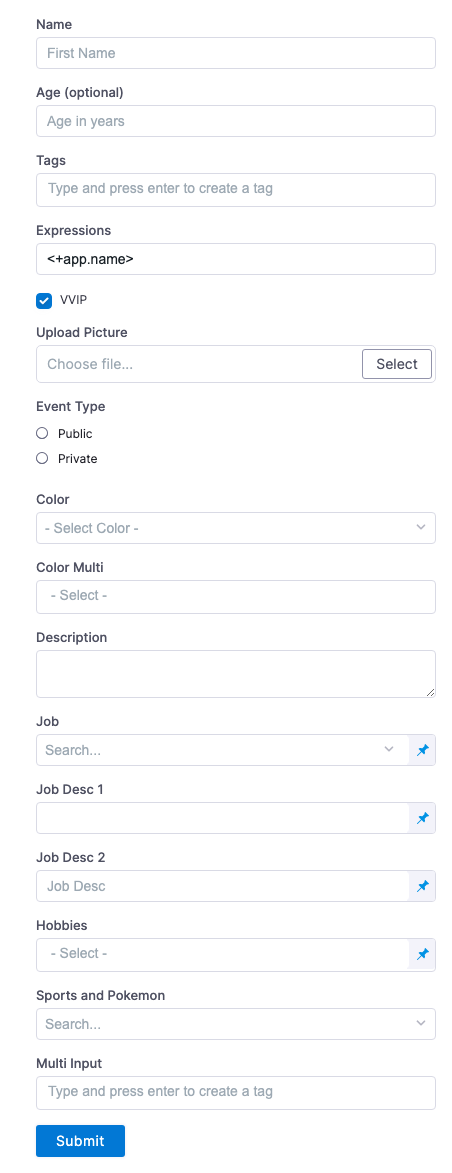 Name
First Name
Age (optional)
Age in years
Tags
Type and press enter to create a tag
Expressions
<+app.name>
VVIP
Upload Picture
Choose file...
Select
Event Type
Public
Private
Color
- Select Color -
Color Multi
- Select -
Description
Job
Search...
Job Desc 1
Job Desc 2
Job Desc
Hobbies
- Select -
Sports and Pokemon
Search...
Multi Input
Type and press enter to create a tag
Submit